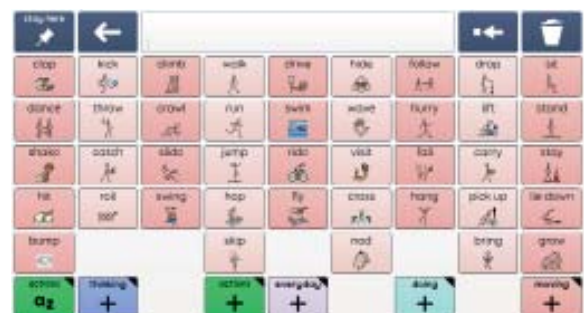 stay here
clap kick climb walk drive hide follow drop sit
dance throw crawl run swim wave hurry lift stand
shake catch slide jump ride visit fall carry stay
hit roll swing hop fly cross hang pick up lie down
bump skip nod bring grow
actions thinking actions everyday doing moving
a z